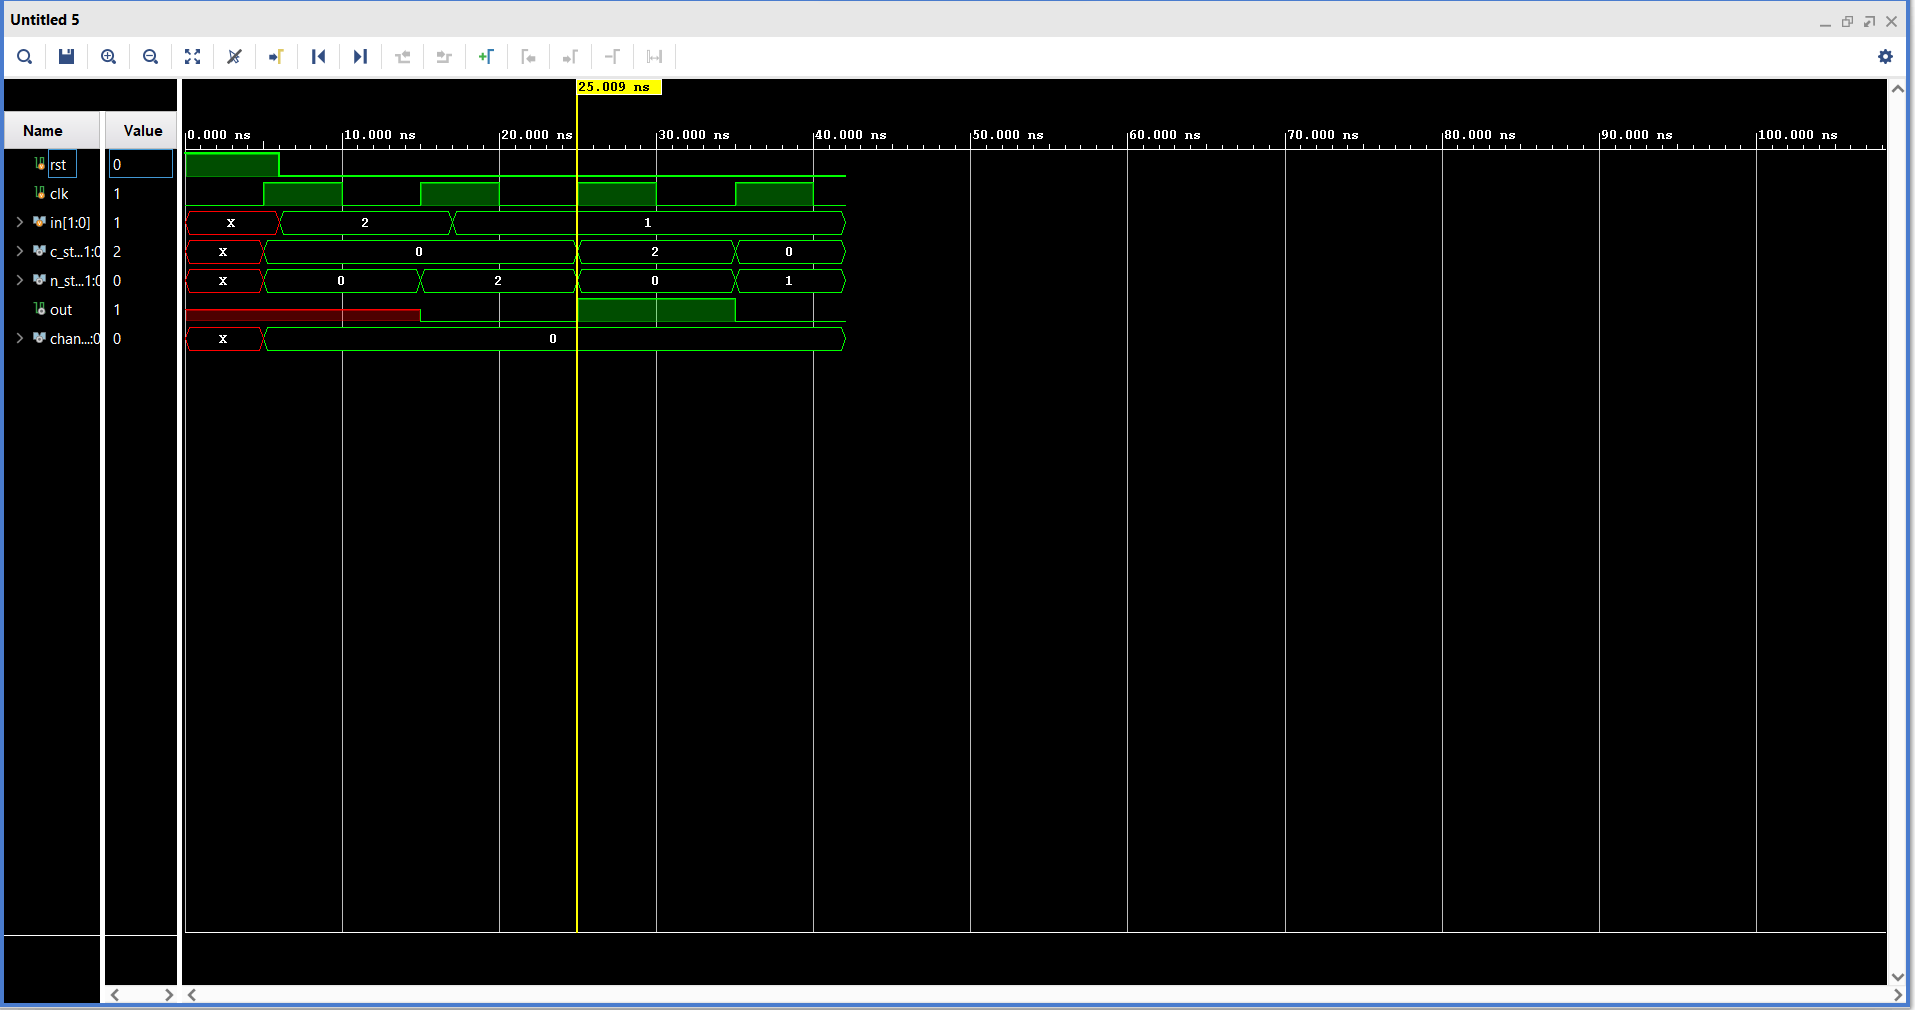 Untitled 5
25.009 ns
Name Value
0.000 ns 10.000 ns 20.000 ns 30.000 ns 40.000 ns 50.000 ns 60.000 ns 70.000 ns 80.000 ns 90.000 ns 100.000 ns
rst 0
clk 1
in[1:0] 1 X 2 1
c_st...1:0 2 X 0 2 0
n_st...1:0 0 X 0 2 0 1
out 1
chan...:0 0 X 0